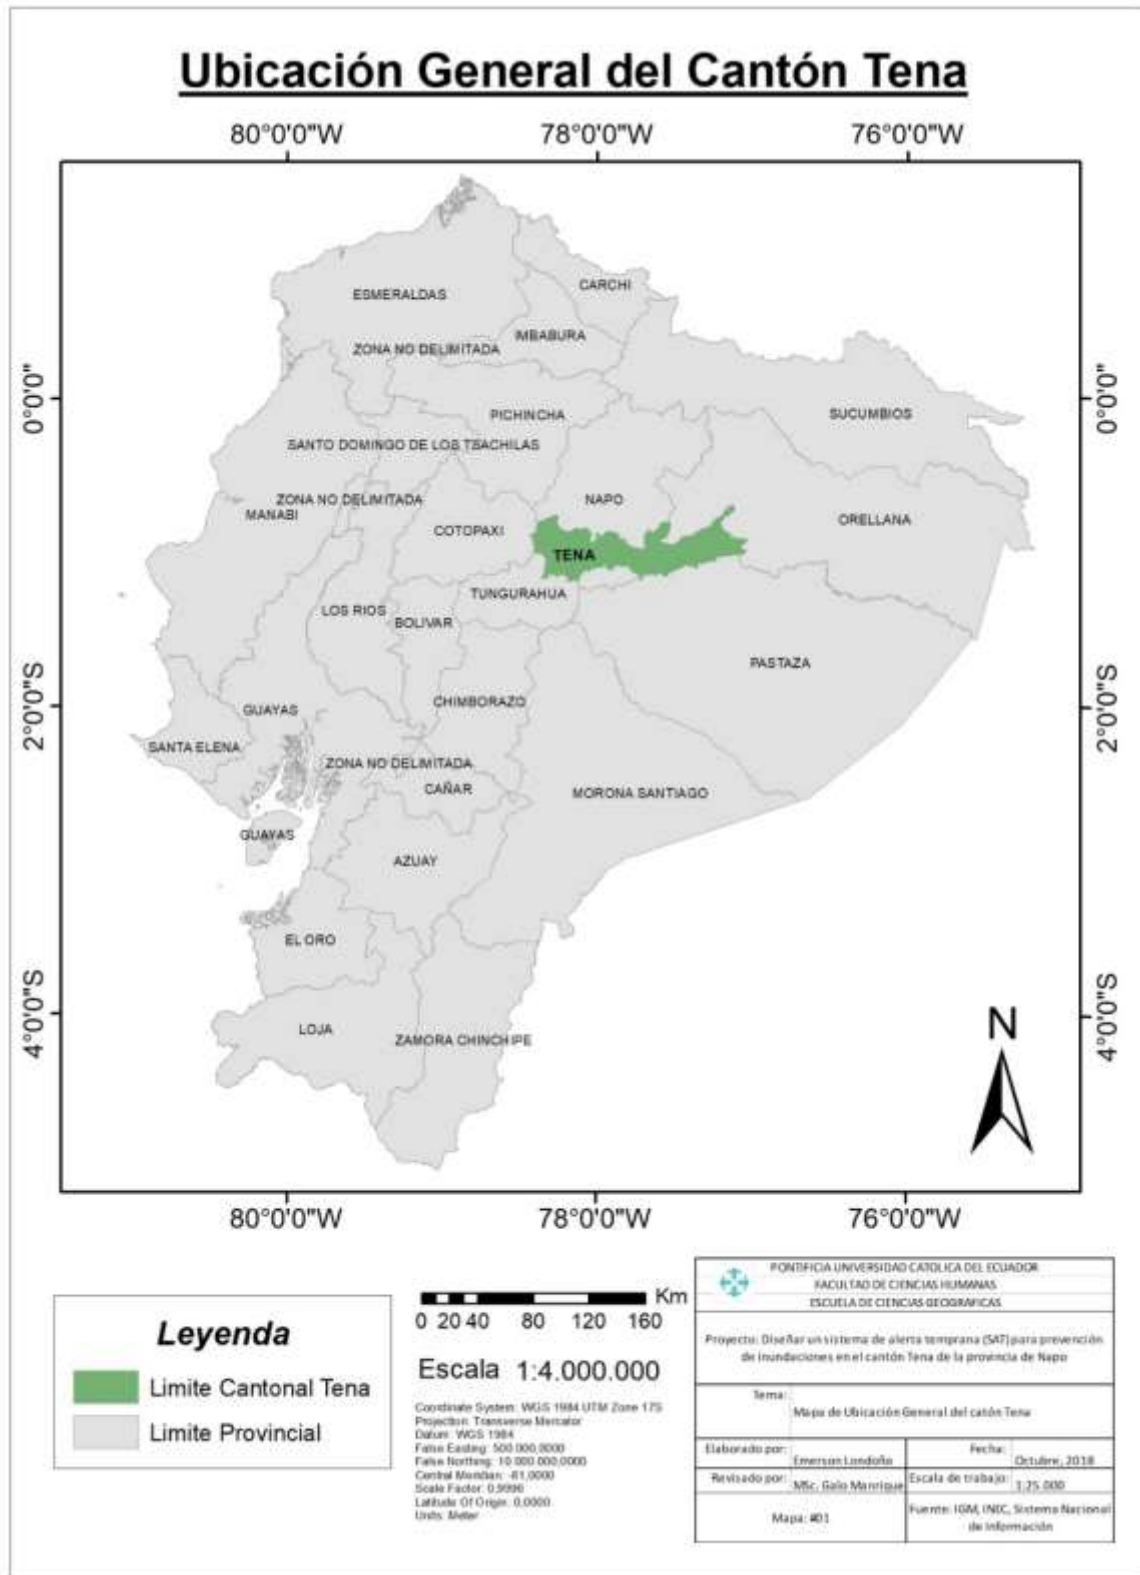 Ubicación General del Cantón Tena
80°0'0"W 78°0'0"W 76°0'0"W
CARCHI
ESMERALDAS
IMBABURA
ZONA NO DELIMITADA
0°0'0" 0°0'0"
SUCUMBIOS
PICHINCHA
SANTO DOMINGO DE LOS TSACHILAS
ZONA NO DELIMITADA
NAPO
MANABI
ORELLANA
COTOPAXI
TENA
TUNGURAHUA
LOS RIOS
BOLIVAR
PASTAZA
CHIMBORAZO
2°0'0"S 2°0'0"S
GUAYAS
SANTA ELENA
ZONA NO DELIMITADA
CAÑAR
MORONA SANTIAGO
GUAYAS
AZUAY
EL ORO
4°0'0"S 4°0'0"S
LOJA
ZAMORA CHINCHIPE
N
80°0'0"W 78°0'0"W 76°0'0"W
Leyenda
Limite Cantonal Tena
Limite Provincial
Km
0 20 40 80 120 160
Escala 1:4.000.000
Coordinate System: WGS 1984 UTM Zone 17S
Projection: Transverse Mercator
Datum: WGS 1984
False Easting: 500.000,0000
False Northing: 10.000.000,0000
Central Meridian: -81,0000
Scale Factor: 0,9996
Latitude Of Origin: 0,0000
Units: Meter
PONTIFICIA UNIVERSIDAD CATOLICA DEL ECUADOR
FACULTAD DE CIENCIAS HUMANAS
ESCUELA DE CIENCIAS GEOGRAFICAS
Proyecto: Diseñar un sistema de alerta temprana (SAT) para prevención
de inundaciones en el cantón Tena de la provincia de Napo
Tema:
Mapa de Ubicación General del catón Tena
Elaborado por: Emerson Londoño
Fecha: Octubre, 2018
Revisado por: MSc. Galo Manrique
Escala de trabajo: 1:25.000
Mapa: #01
Fuente: IGM, INEC, Sistema Nacional
de Información